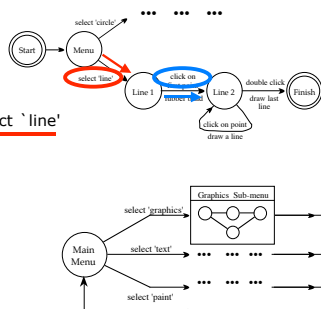 select 'circle'
Start
Menu
select 'line'
Line 1
click on
rubber
Line 2
double click
draw last
line
Finish
click on point
draw a line
ct `line'
Graphics Sub-menu
select 'graphics'
Main
Menu
select 'text'
select 'paint'